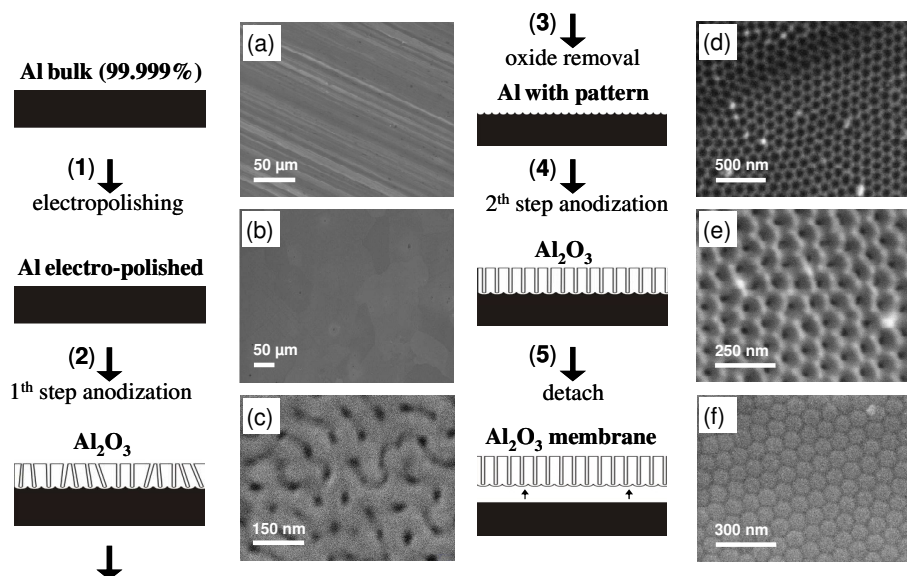 Al bulk (99.999%)
(1)
electropolishing
Al electro-polished
(2)
1th step anodization
Al2O3
(a)
50 µm
(b)
50 µm
(c)
150 nm
(3)
oxide removal
Al with pattern
(4)
2th step anodization
Al2O3
(5)
detach
Al2O3 membrane
(d)
500 nm
(e)
250 nm
(f)
300 nm